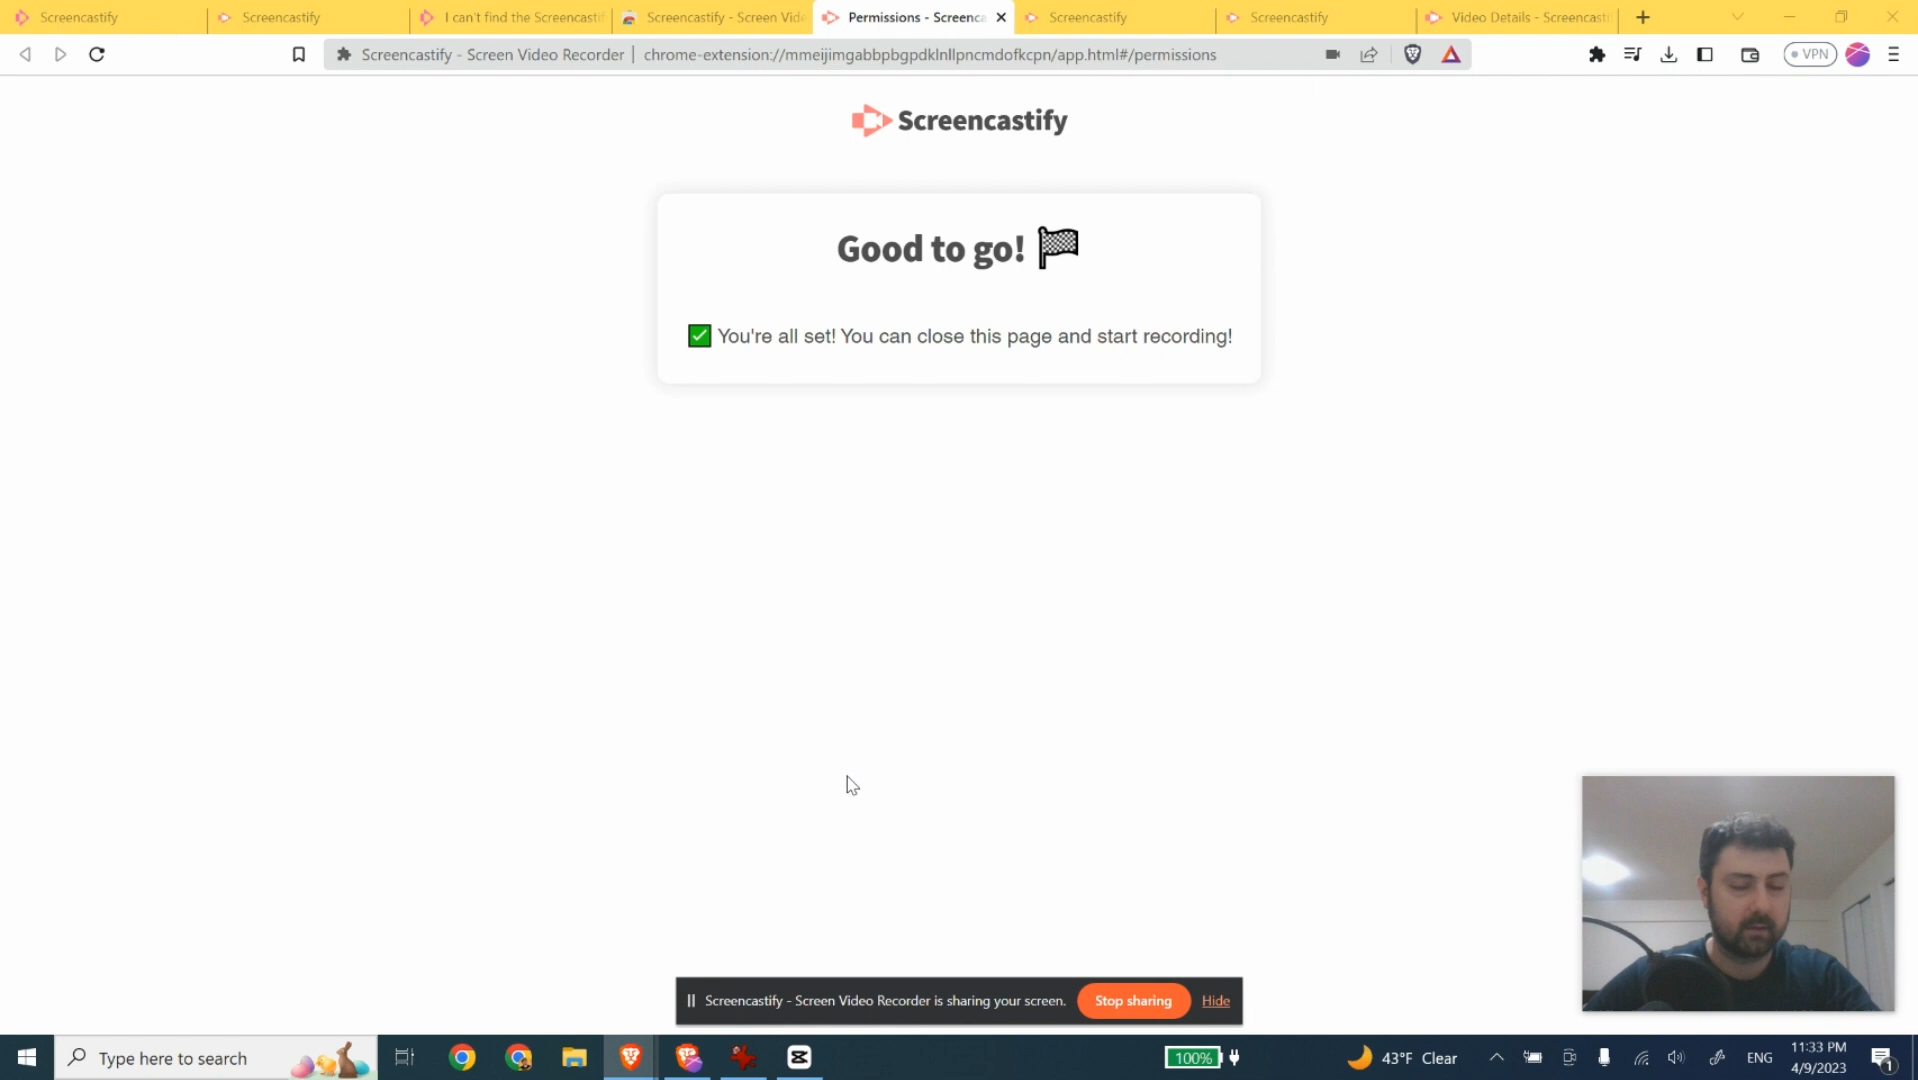 Screencastify
Screencastify
I can't find the Screencasti
Screencastify - Screen Vide
Permissions - Screenca
Screencastify
Screencastify
Video Details - Screencasti
Screencastify - Screen Video Recorder
chrome-extension://mmeijimgabbpbgpdklnllpncmdofkcpn/app.html#/permissions
VPN
Screencastify
Good to go!
You're all set! You can close this page and start recording!
Screencastify - Screen Video Recorder is sharing your screen.
Stop sharing
Hide
Type here to search
100%
43°F Clear
ENG
11:33 PM
4/9/2023
1